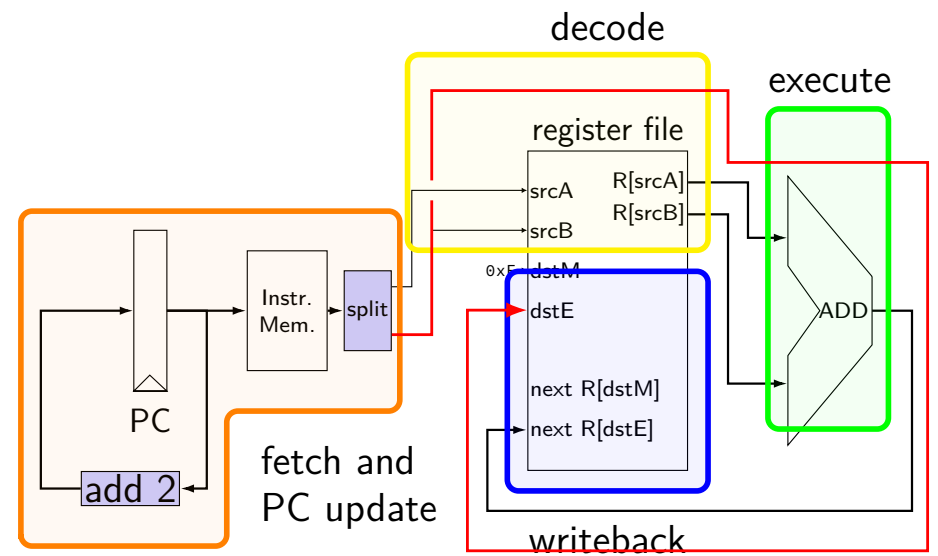 decode
execute
register file
srcA
R[srcA]
R[srcB]
srcB
0xF
dstM
Instr.
Mem.
split
dstE
ADD
next R[dstM]
PC
next R[dstE]
fetch and
PC update
add 2
writeback